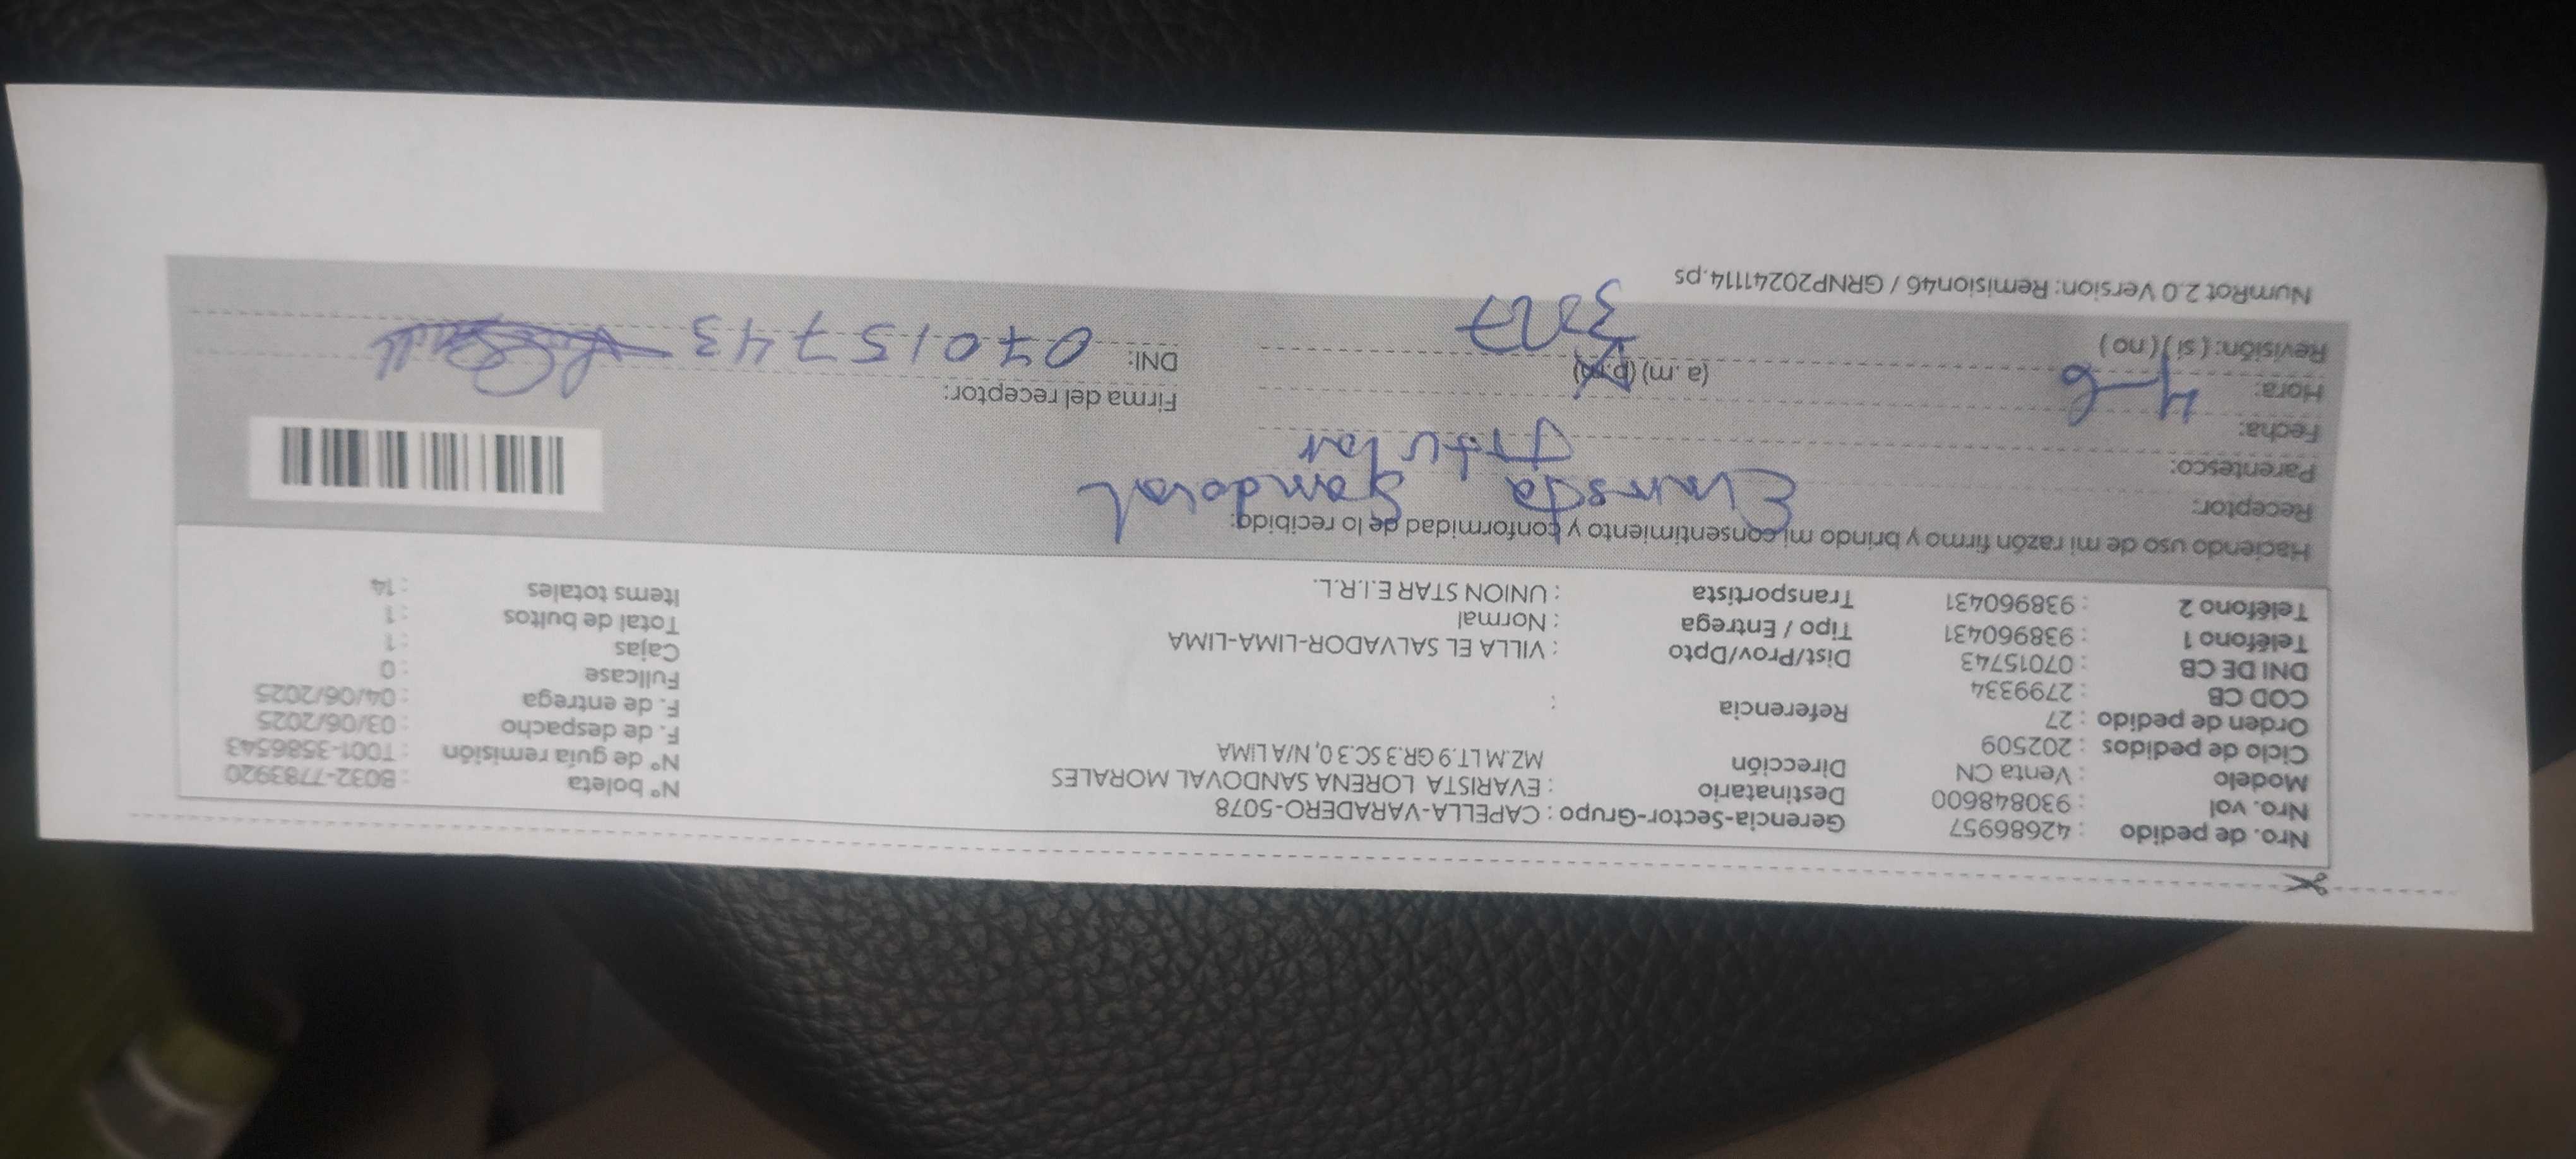 Nro. de pedido : 42686957 Gerencia-Sector-Grupo : CAPELLA-VARADERO-5078 N° boleta : B032-7783920
Nro. vol : 930848600 Destinatario : EVARISTA LORENA SANDOVAL MORALES N° de guía remisión : T001-3586543
Modelo : Venta CN Dirección MZ.M LT.9 GR.3 SC.3 0, N/A LIMA F. de despacho : 03/06/2025
Ciclo de pedidos : 202509 F. de entrega : 04/06/2025
Orden de pedido : 27 Referencia : Fullcase : 0
COD CB : 2799334 Cajas : 1
DNI DE CB : 07015743 Dist/Prov/Dpto : VILLA EL SALVADOR-LIMA-LIMA Total de bultos : 1
Teléfono 1 : 938960431 Tipo / Entrega : Normal Items totales : 14
Teléfono 2 : 938960431 Transportista : UNION STAR E.I.R.L.
Haciendo uso de mi razón firmo y brindo mi consentimiento y conformidad de lo recibido:
Receptor: Sandoval
Parentesco: Titular
Fecha: 4-6
Hora: (a. m) (p.m) Firma del receptor:
Revisión: ( si ) ( no ) DNI: 07015743
NumRot 2.0 Version: Remision46 / GRNP20241114.ps